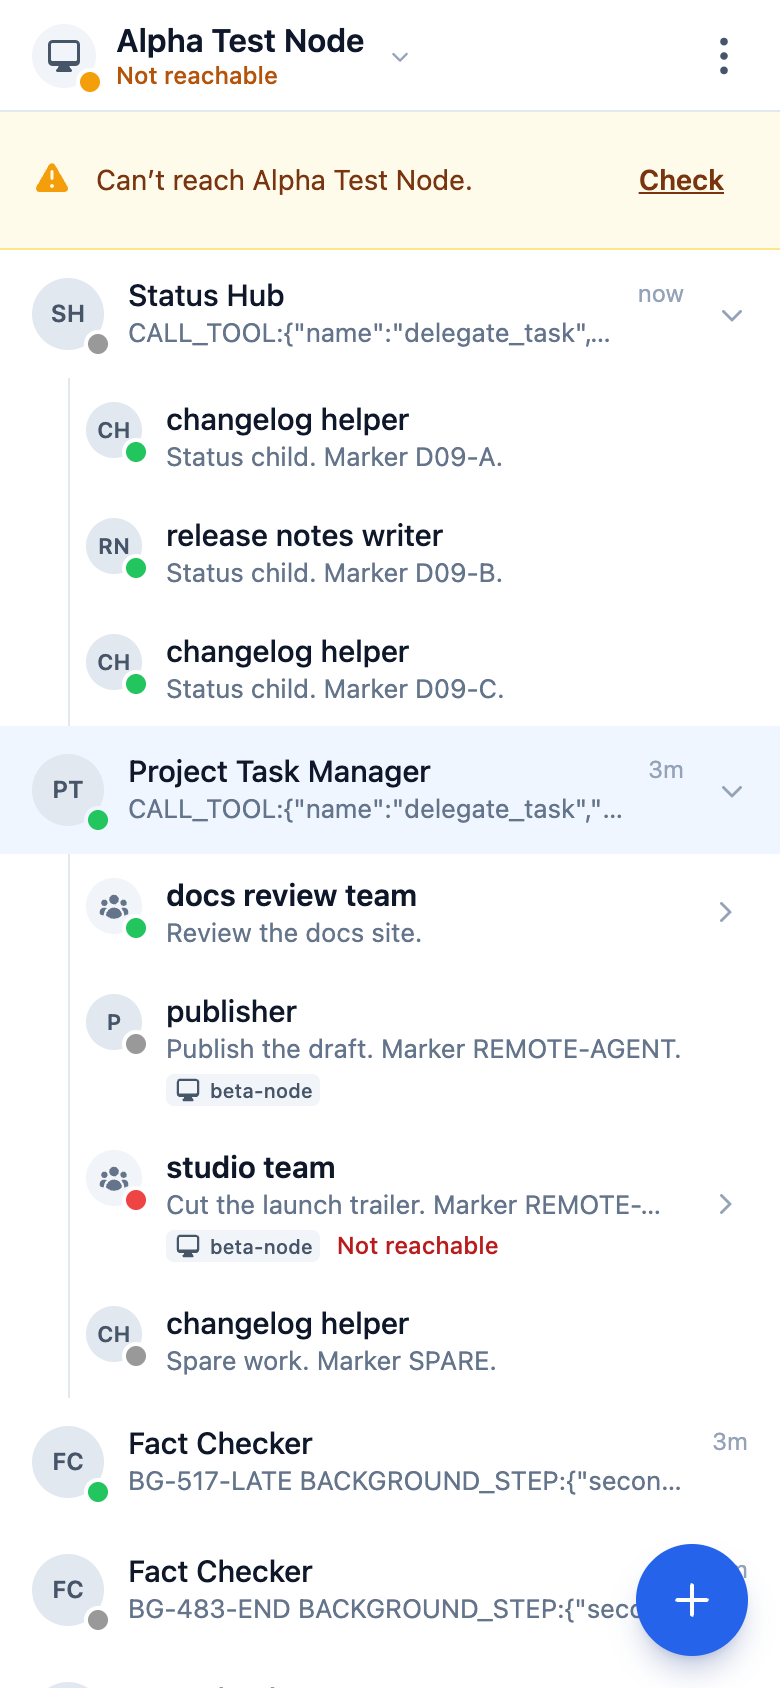 Alpha Test Node
Not reachable
Can’t reach Alpha Test Node.
Check
SH
Status Hub
now
CALL_TOOL:{"name":"delegate_task",...
CH
changelog helper
Status child. Marker D09-A.
RN
release notes writer
Status child. Marker D09-B.
CH
changelog helper
Status child. Marker D09-C.
PT
Project Task Manager
3m
CALL_TOOL:{"name":"delegate_task","...
docs review team
Review the docs site.
P
publisher
Publish the draft. Marker REMOTE-AGENT.
beta-node
studio team
Cut the launch trailer. Marker REMOTE-...
beta-node
Not reachable
CH
changelog helper
Spare work. Marker SPARE.
FC
Fact Checker
3m
BG-517-LATE BACKGROUND_STEP:{"secon...
FC
Fact Checker
BG-483-END BACKGROUND_STEP:{"sec